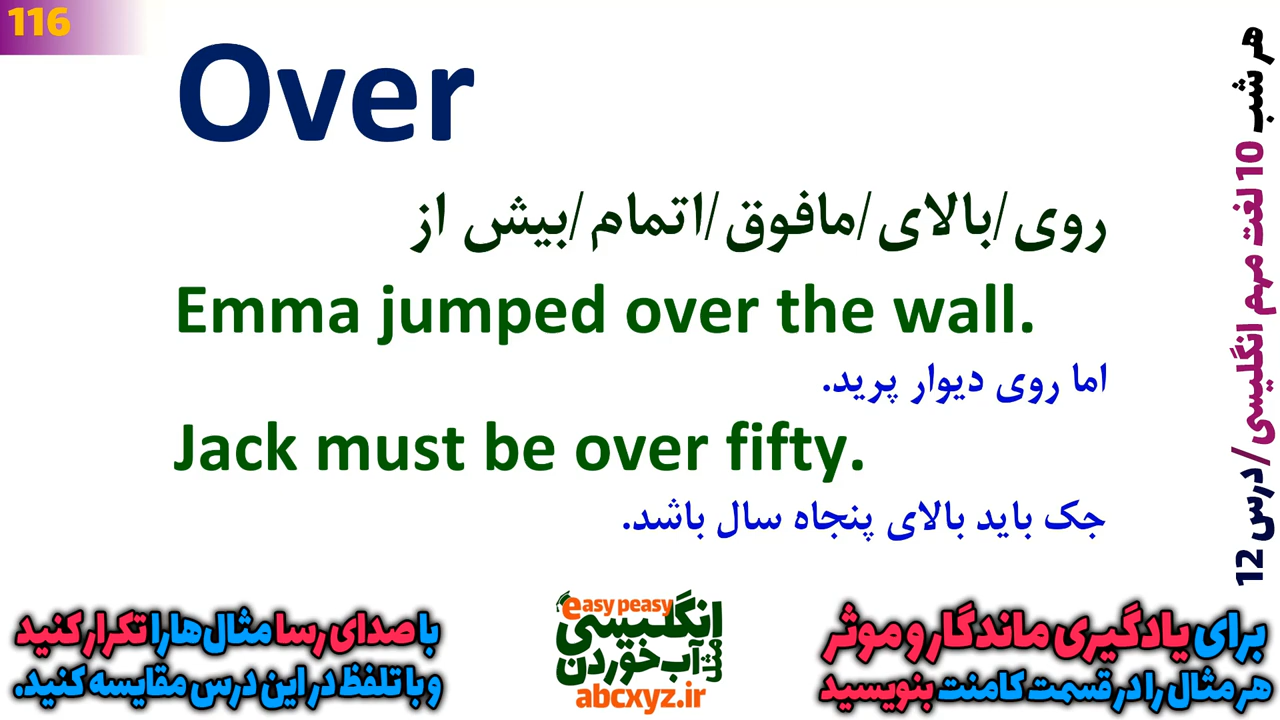 116
Over
روی/بالای/مافوق/اتمام/بیش از
Emma jumped over the wall.
اما روی دیوار پرید.
Jack must be over fifty.
جک باید بالای پنجاه سال باشد.
هر شب 10 لغت مهم انگلیسی/درس 12
برای یادگیری ماندگار و موثر
هر مثال را در قسمت کامنت بنویسید
easy peasy
انگلیسی
مثل آب خوردن
abcxyz.ir
با صدای رسا مثال‌ها را تکرار کنید
و با تلفظ در این درس مقایسه کنید.